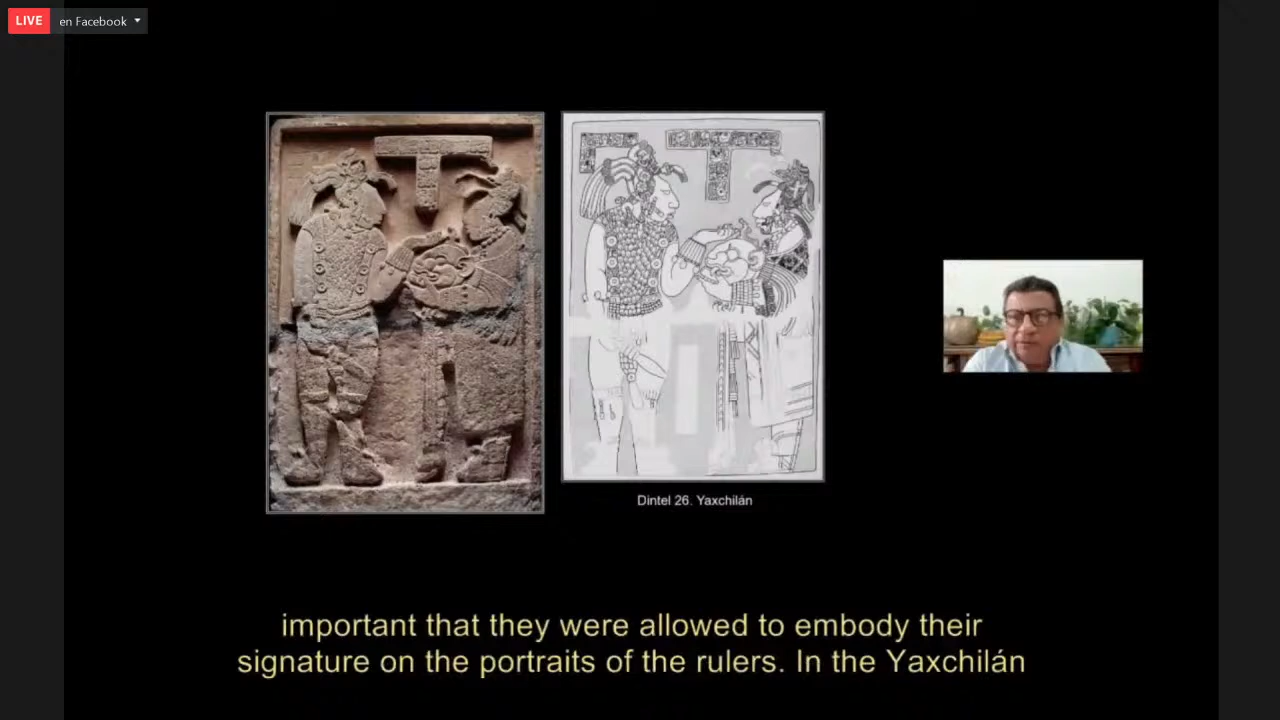 LIVE en Facebook
Dintel 26. Yaxchilán
important that they were allowed to embody their
signature on the portraits of the rulers. In the Yaxchilán